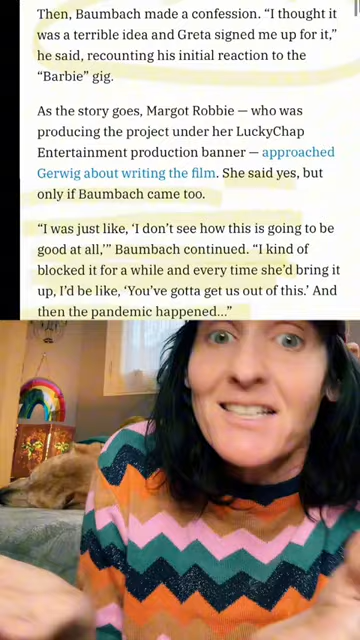 Then, Baumbach made a confession. “I thought it
was a terrible idea and Greta signed me up for it,”
he said, recounting his initial reaction to the
“Barbie” gig.
As the story goes, Margot Robbie — who was
producing the project under her LuckyChap
Entertainment production banner — approached
Gerwig about writing the film. She said yes, but
only if Baumbach came too.
“I was just like, ‘I don’t see how this is going to be
good at all,’” Baumbach continued. “I kind of
blocked it for a while and every time she’d bring it
up, I’d be like, ‘You’ve gotta get us out of this.’ And
then the pandemic happened...”